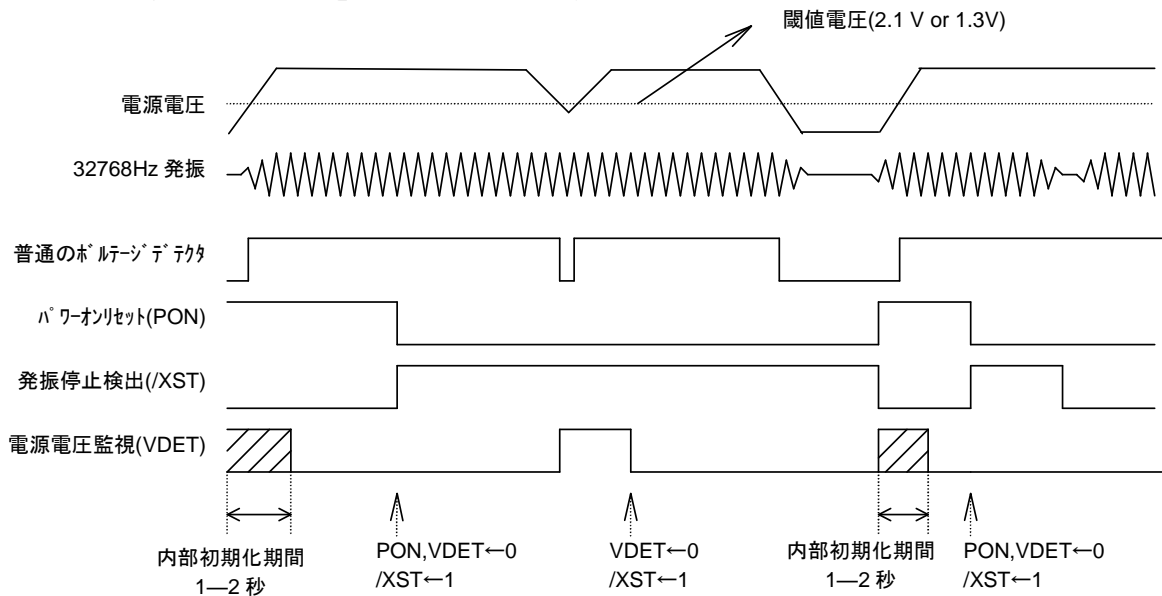 閾値電圧(2.1 V or 1.3V)
電源電圧
32768Hz 発振
普通のﾎﾞﾙﾃｰｼﾞﾃﾞﾃｸﾀ
ﾊﾟﾜｰｵﾝﾘｾｯﾄ(PON)
発振停止検出(/XST)
電源電圧監視(VDET)
内部初期化期間
1―2 秒
PON,VDET←0
/XST←1
VDET←0
/XST←1
内部初期化期間
1―2 秒
PON,VDET←0
/XST←1